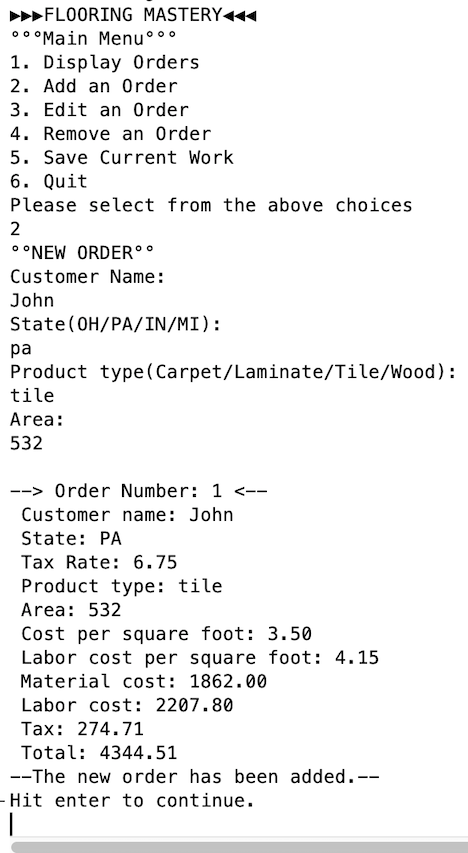 ►►►FLOORING MASTERY◄◄◄
°°°Main Menu°°°
1. Display Orders
2. Add an Order
3. Edit an Order
4. Remove an Order
5. Save Current Work
6. Quit
Please select from the above choices
2
°°NEW ORDER°°
Customer Name:
John
State(OH/PA/IN/MI):
pa
Product type(Carpet/Laminate/Tile/Wood):
tile
Area:
532
--> Order Number: 1 <--
Customer name: John
State: PA
Tax Rate: 6.75
Product type: tile
Area: 532
Cost per square foot: 3.50
Labor cost per square foot: 4.15
Material cost: 1862.00
Labor cost: 2207.80
Tax: 274.71
Total: 4344.51
--The new order has been added.--
Hit enter to continue.